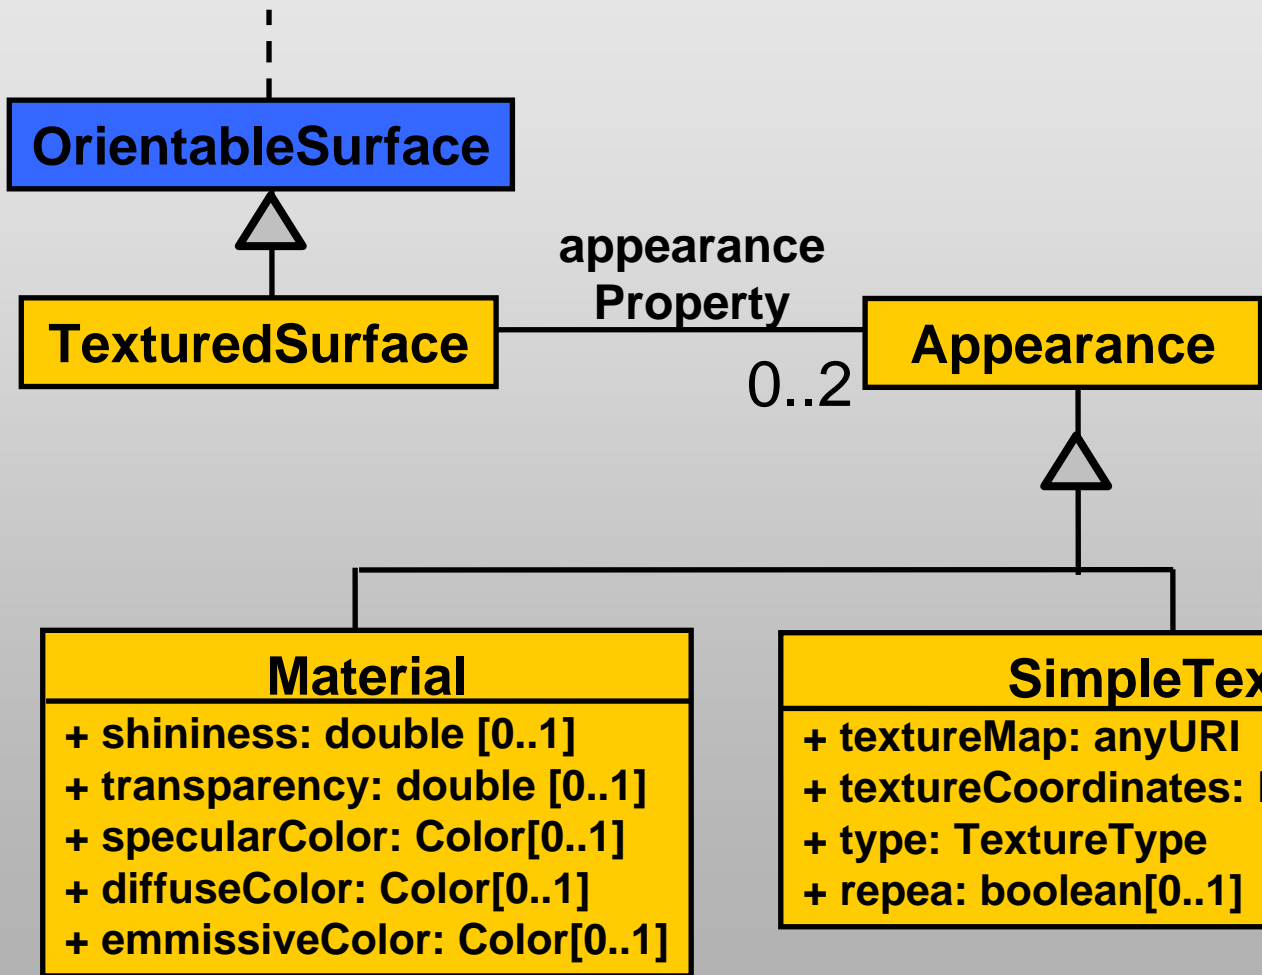 OrientableSurface
appearance
Property
TexturedSurface
Appearance
0..2
Material
+ shininess: double [0..1]
+ transparency: double [0..1]
+ specularColor: Color[0..1]
+ diffuseColor: Color[0..1]
+ emmissiveColor: Color[0..1]
SimpleTex
+ textureMap: anyURI
+ textureCoordinates:
+ type: TextureType
+ repea: boolean[0..1]